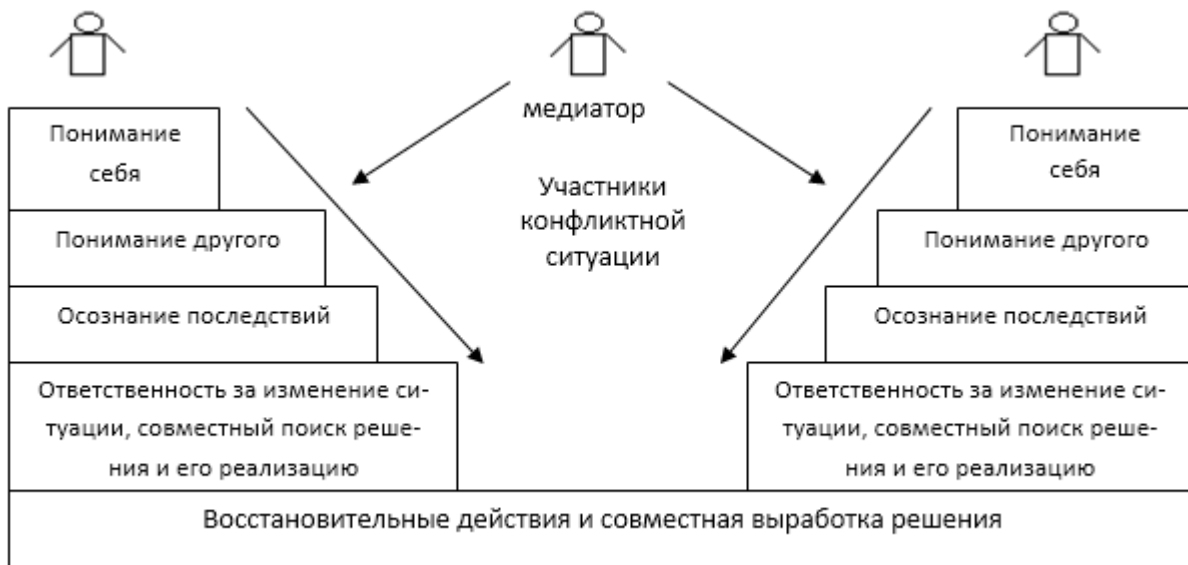 медиатор
Участники
конфликтной
ситуации
Понимание
себя
Понимание другого
Осознание последствий
Ответственность за изменение си-
туации, совместный поиск реше-
ния и его реализацию
Понимание
себя
Понимание другого
Осознание последствий
Ответственность за изменение си-
туации, совместный поиск реше-
ния и его реализацию
Восстановительные действия и совместная выработка решения